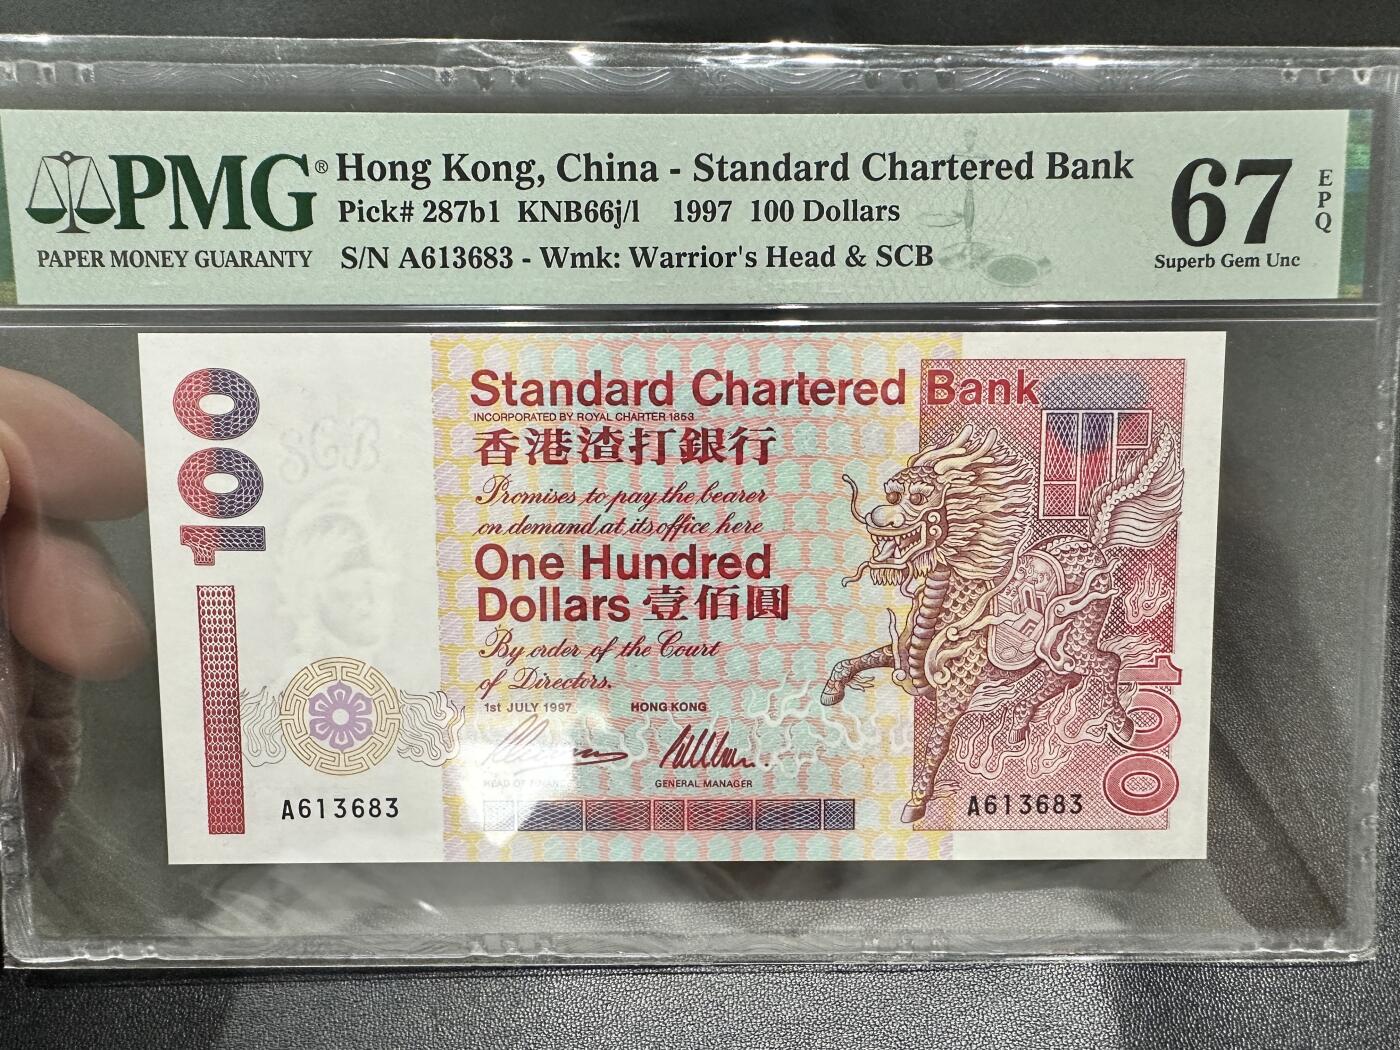 PMG®
PAPER MONEY GUARANTY
Hong Kong, China - Standard Chartered Bank
Pick# 287b1 KNB66j/l 1997 100 Dollars
S/N A613683 - Wmk: Warrior's Head & SCB
67
EPQ
Superb Gem Unc
100
SCB
Standard Chartered Bank
INCORPORATED BY ROYAL CHARTER 1853
香港渣打銀行
Promises to pay the bearer
on demand at its office here
One Hundred
Dollars 壹佰圓
By order of the Court
of Directors.
1st JULY 1997 HONG KONG
HEAD OF FINANCE GENERAL MANAGER
A613683
A613683
100